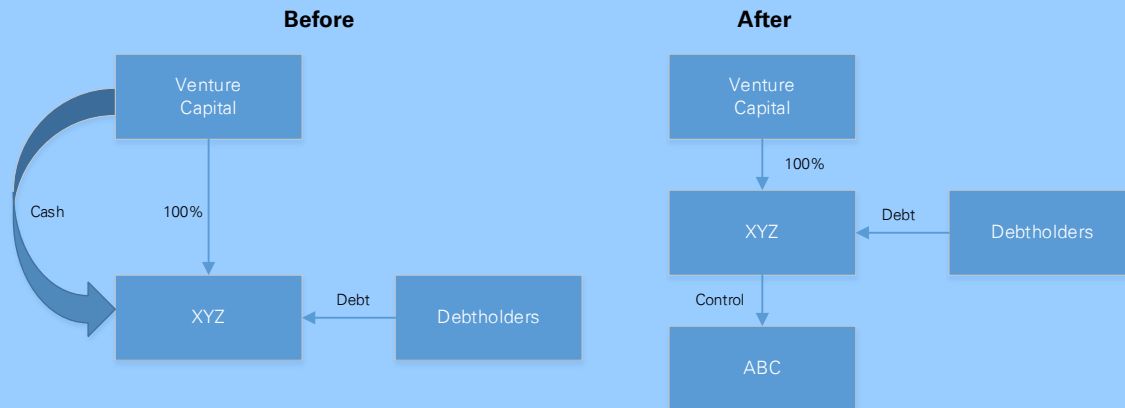 Before
Venture
Capital
Cash
100%
XYZ
Debt
Debtholders
After
Venture
Capital
100%
XYZ
Debt
Debtholders
Control
ABC